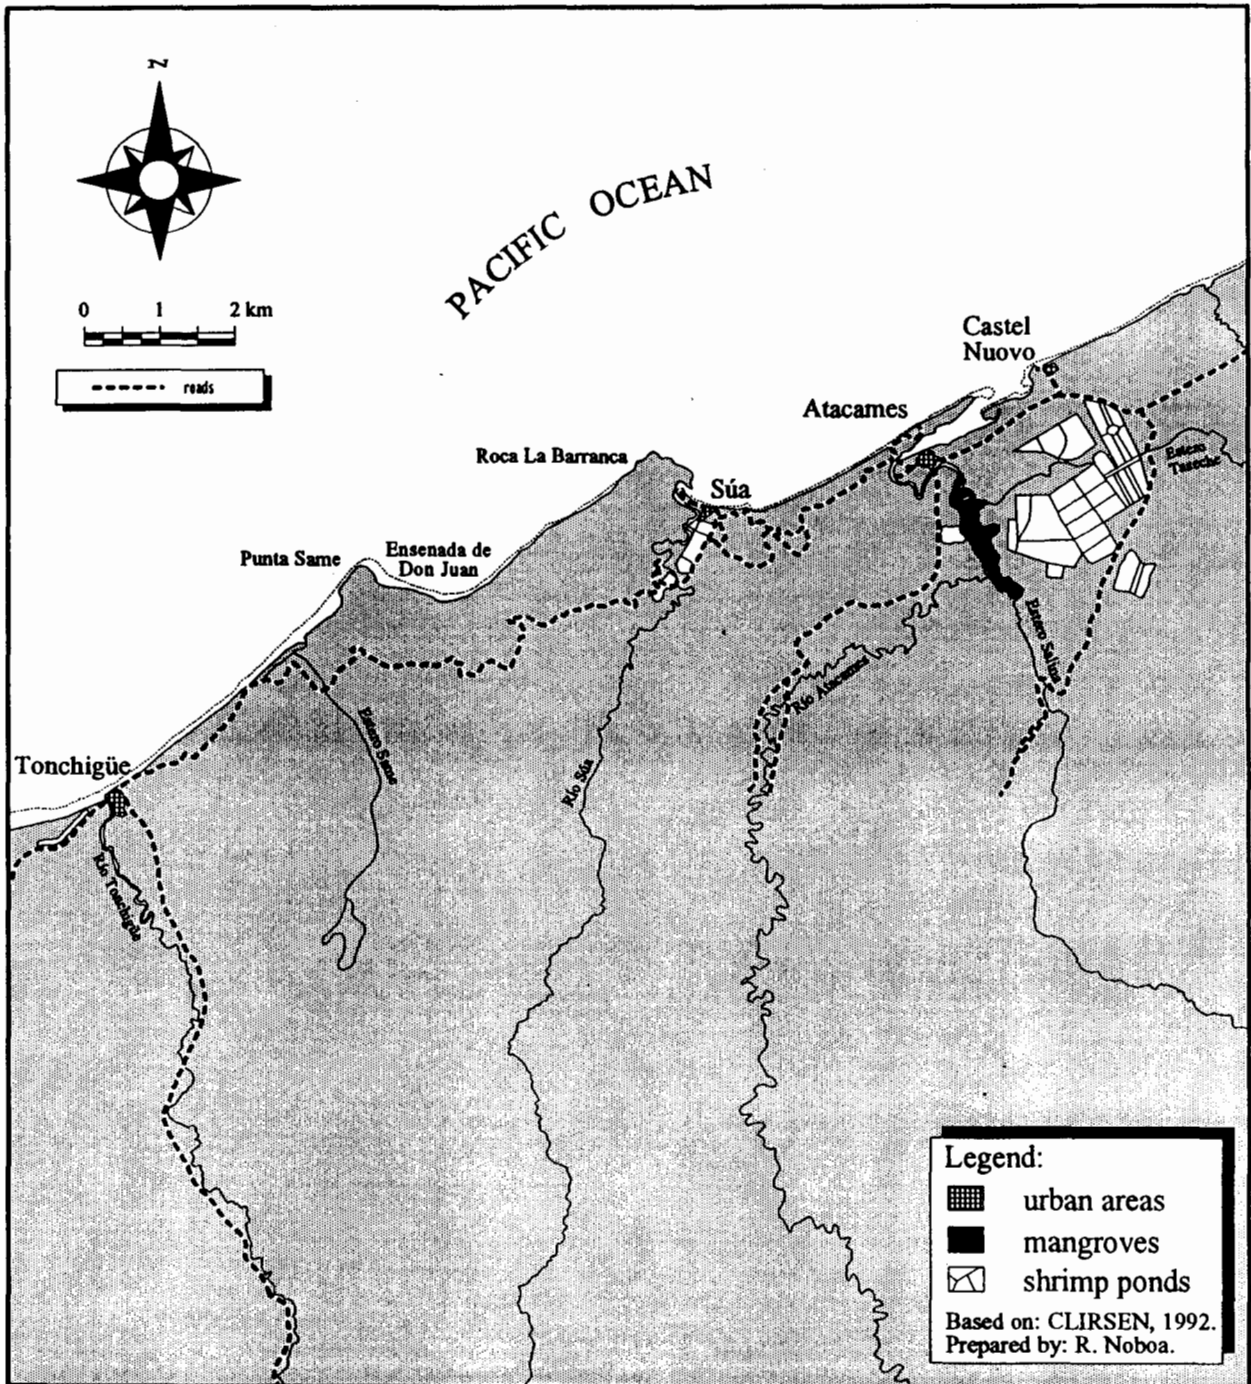 N
PACIFIC OCEAN
0 1 2 km
roads
Castel
Nuovo
Atacames
Roca La Barranca
Súa
Estero
Taseche
Punta Same
Ensenada de
Don Juan
Estero Salima
Río Atacames
Estero Same
Tonchigüe
Río Súa
Río Tonchigüe
Legend:
urban areas
mangroves
shrimp ponds
Based on: CLIRSEN, 1992.
Prepared by: R. Noboa.